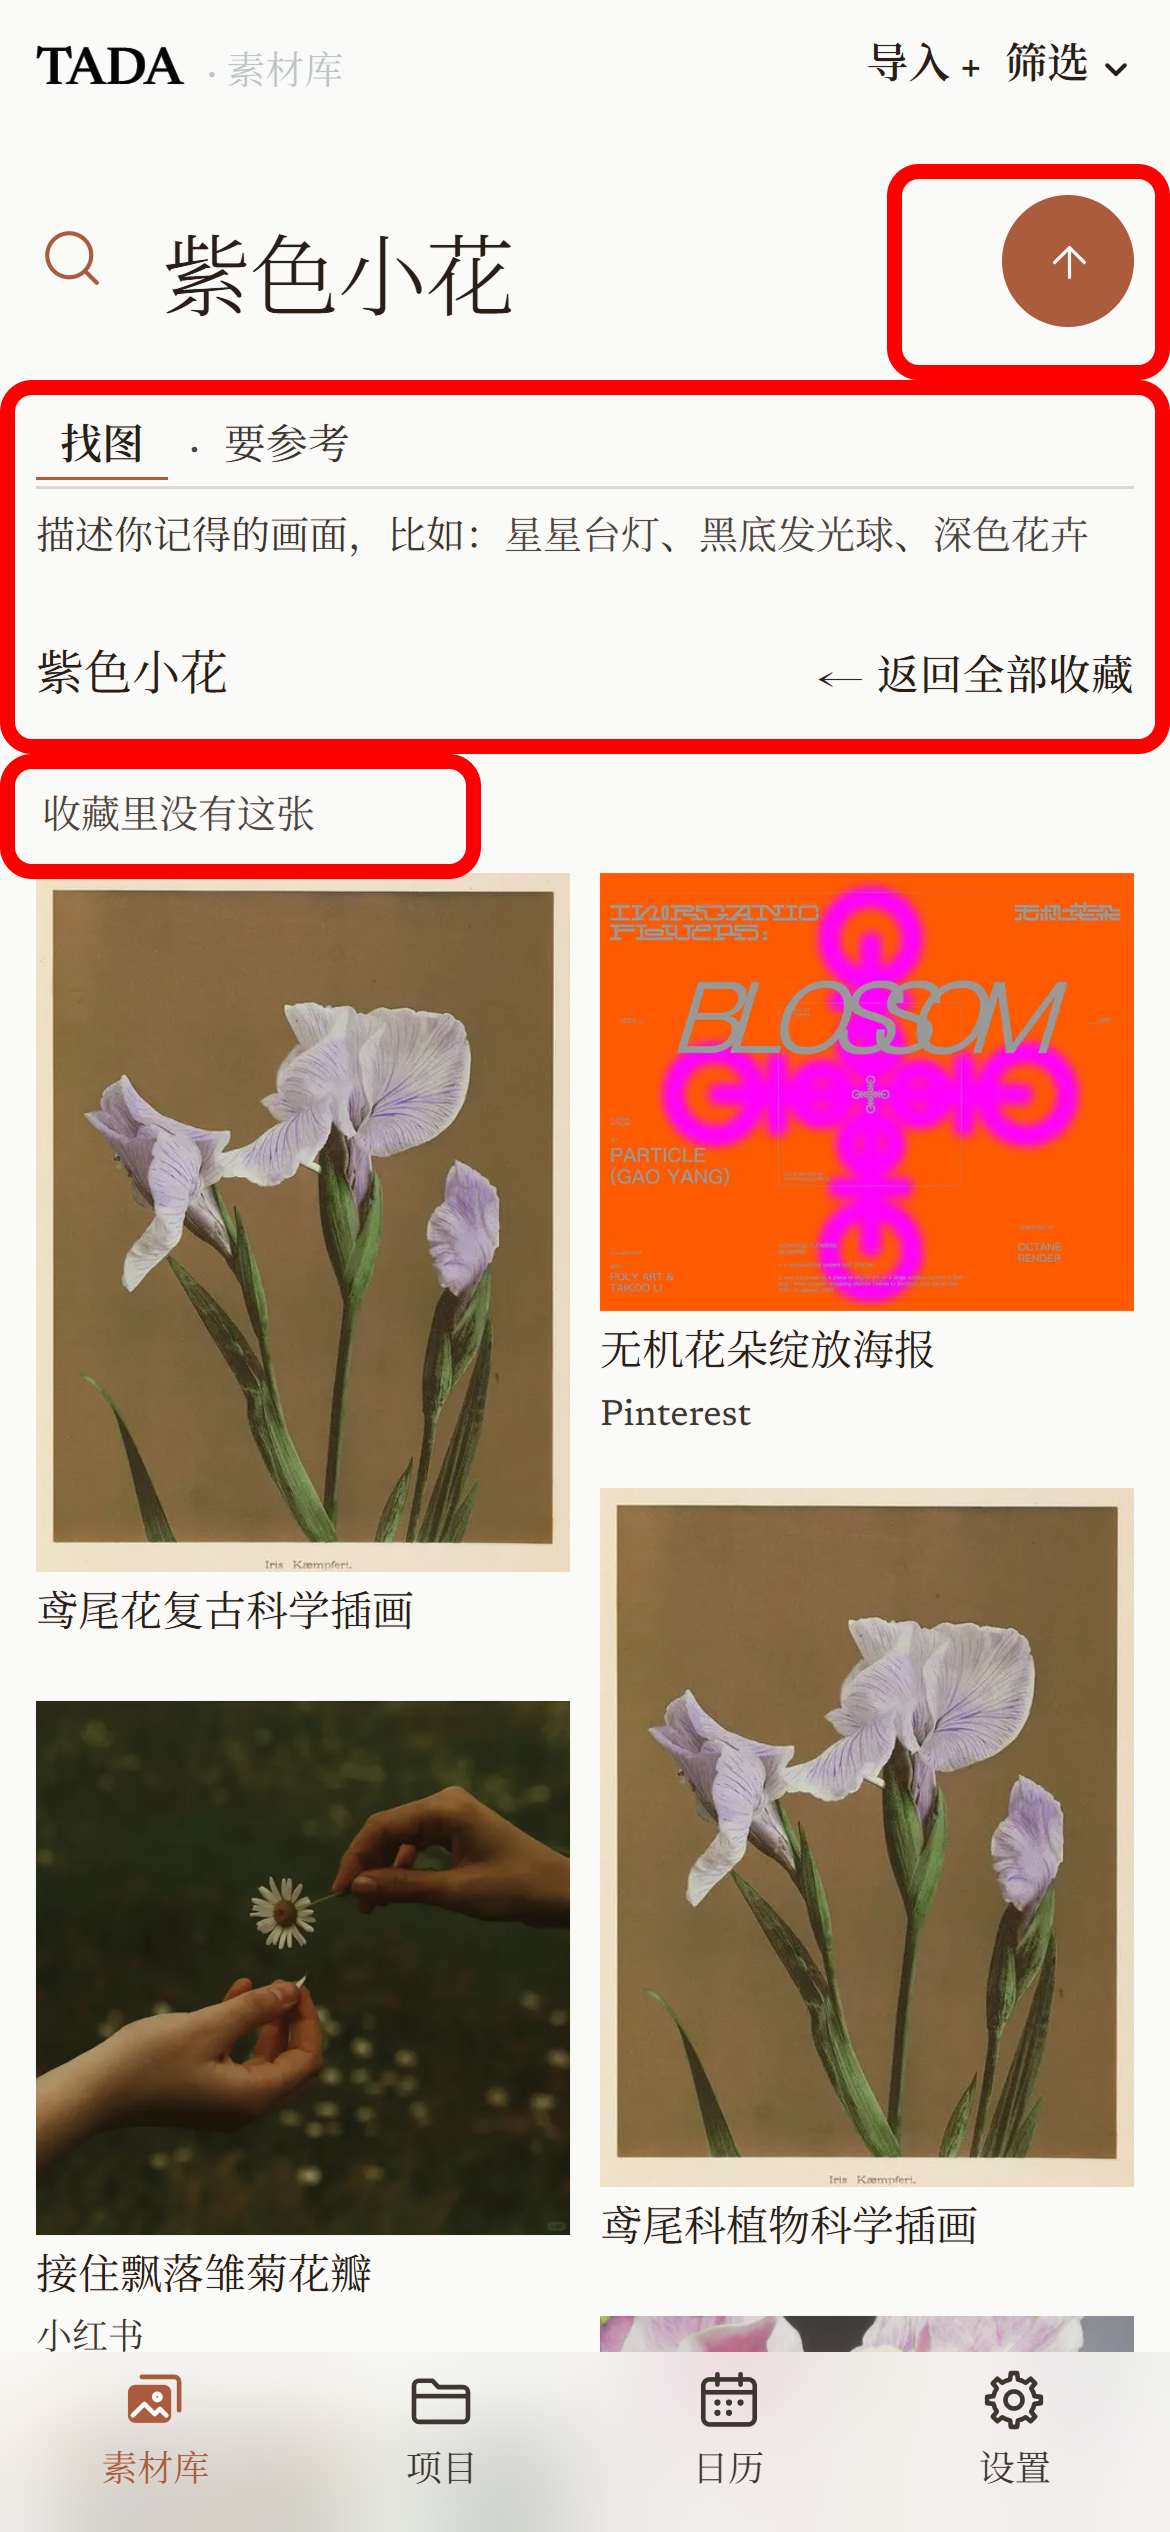 TADA · 素材库
导入 + 筛选
紫色小花
找图 · 要参考
描述你记得的画面，比如：星星台灯、黑底发光球、深色花卉
紫色小花
← 返回全部收藏
收藏里没有这张
Iris Kæmpferi.
鸢尾花复古科学插画
INORGANIC
FLOWERS:
无机花朵
BLOSSOM
PARTICLE
(GAO YANG)
POLY ART &
TAIKOO LI
OCTANE
RENDER
无机花朵绽放海报
Pinterest
接住飘落雏菊花瓣
小红书
Iris Kæmpferi.
鸢尾科植物科学插画
素材库
项目
日历
设置